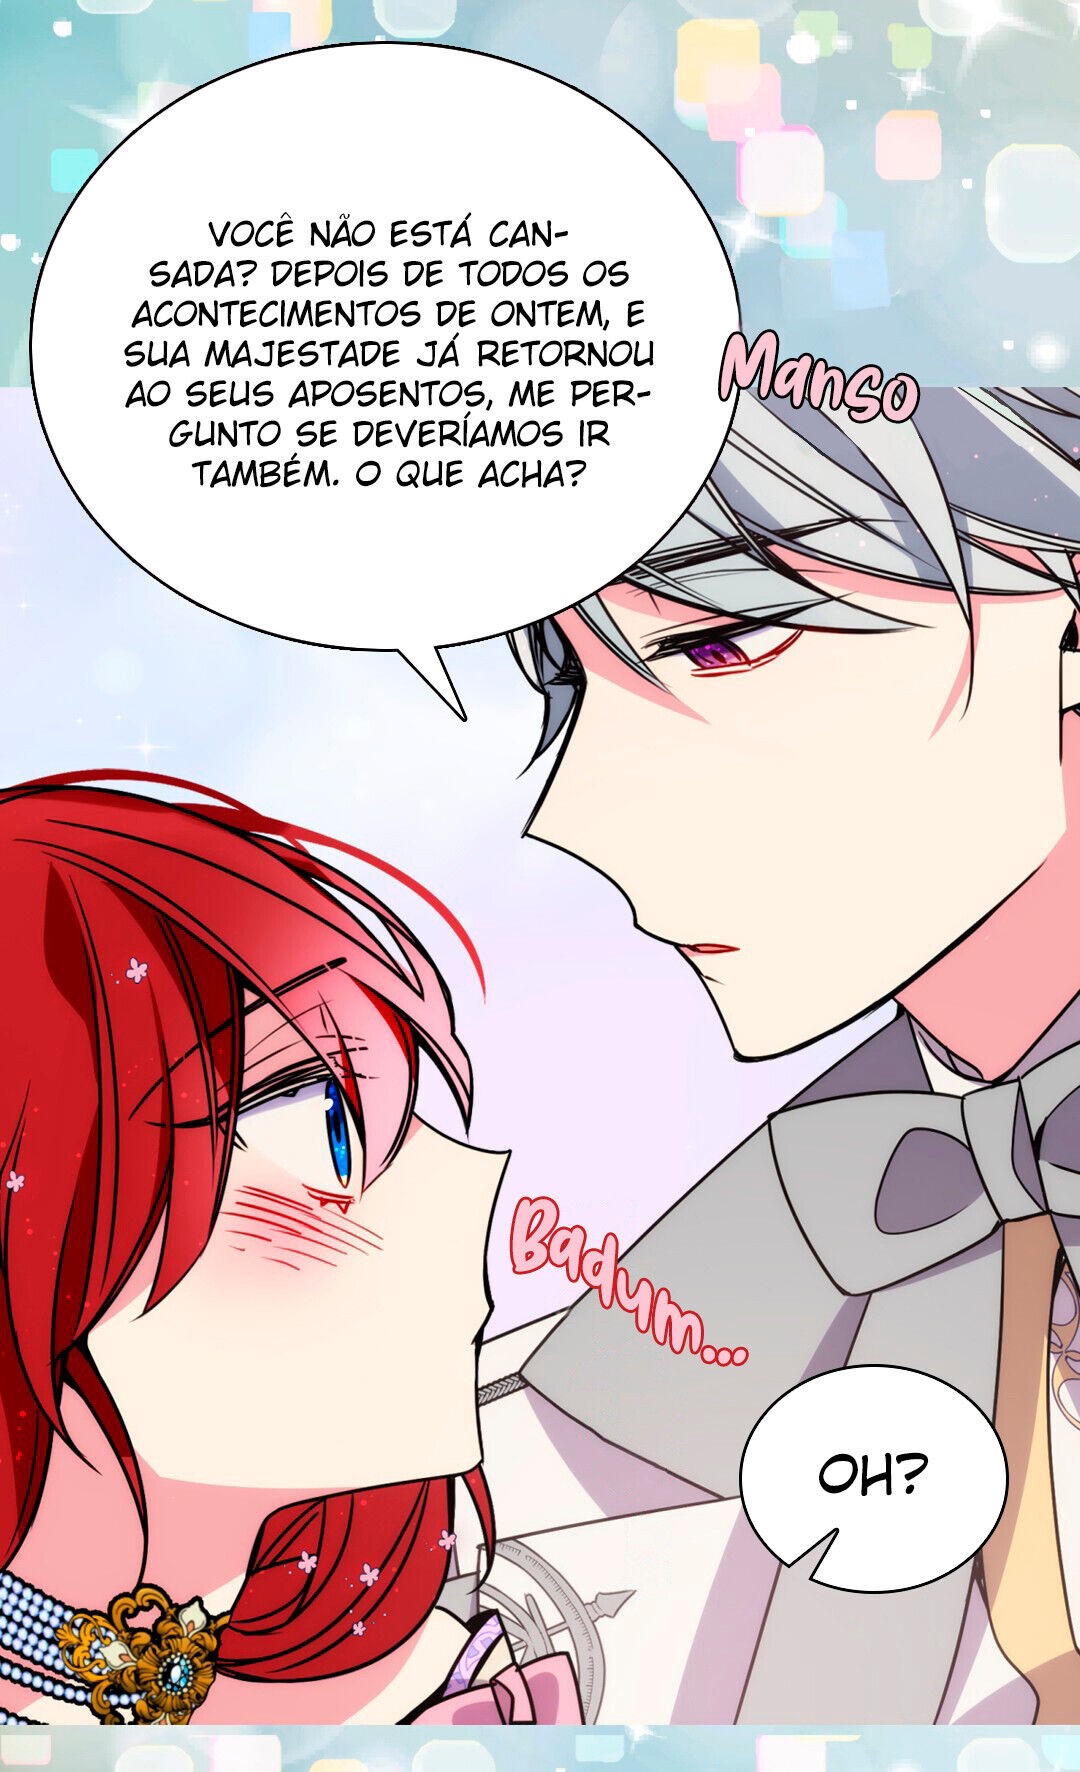 VOCÊ NÃO ESTÁ CAN-
SADA? DEPOIS DE TODOS OS
ACONTECIMENTOS DE ONTEM, E
SUA MAJESTADE JÁ RETORNOU
AO SEUS APOSENTOS, ME PER-
GUNTO SE DEVERÍAMOS IR
TAMBÉM. O QUE ACHA?
Manso
Badum...
OH?